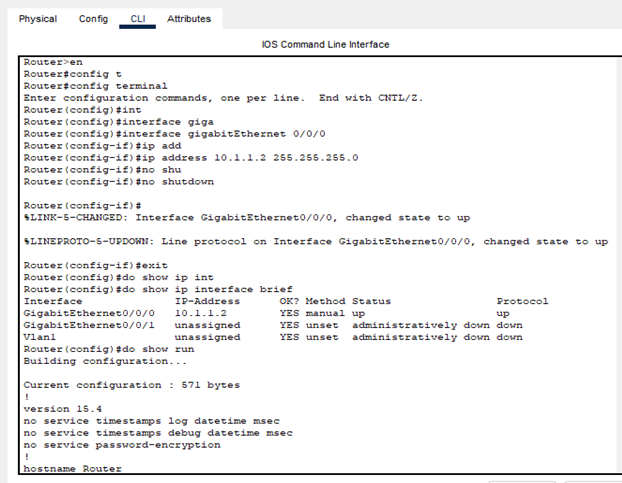 Physical Config CLI Attributes
IOS Command Line Interface
Router>en
Router#config t
Router#config terminal
Enter configuration commands, one per line.  End with CNTL/Z.
Router(config)#int
Router(config)#interface giga
Router(config)#interface gigabitEthernet 0/0/0
Router(config-if)#ip add
Router(config-if)#ip address 10.1.1.2 255.255.255.0
Router(config-if)#no shu
Router(config-if)#no shutdown
Router(config-if)#
%LINK-5-CHANGED: Interface GigabitEthernet0/0/0, changed state to up
%LINEPROTO-5-UPDOWN: Line protocol on Interface GigabitEthernet0/0/0, changed state to up
Router(config-if)#exit
Router(config)#do show ip int
Router(config)#do show ip interface brief
Interface              IP-Address      OK? Method Status                Protocol
GigabitEthernet0/0/0   10.1.1.2        YES manual up                    up
GigabitEthernet0/0/1   unassigned      YES unset  administratively down down
Vlan1                  unassigned      YES unset  administratively down down
Router(config)#do show run
Building configuration...
Current configuration : 571 bytes
!
version 15.4
no service timestamps log datetime msec
no service timestamps debug datetime msec
no service password-encryption
!
hostname Router